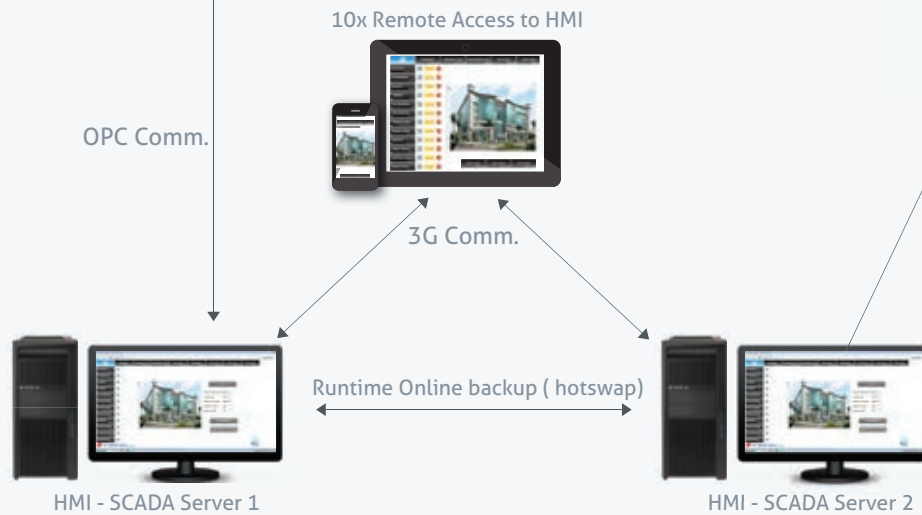 10x Remote Access to HMI
OPC Comm.
3G Comm.
Runtime Online backup ( hotswap)
HMI - SCADA Server 1
HMI - SCADA Server 2